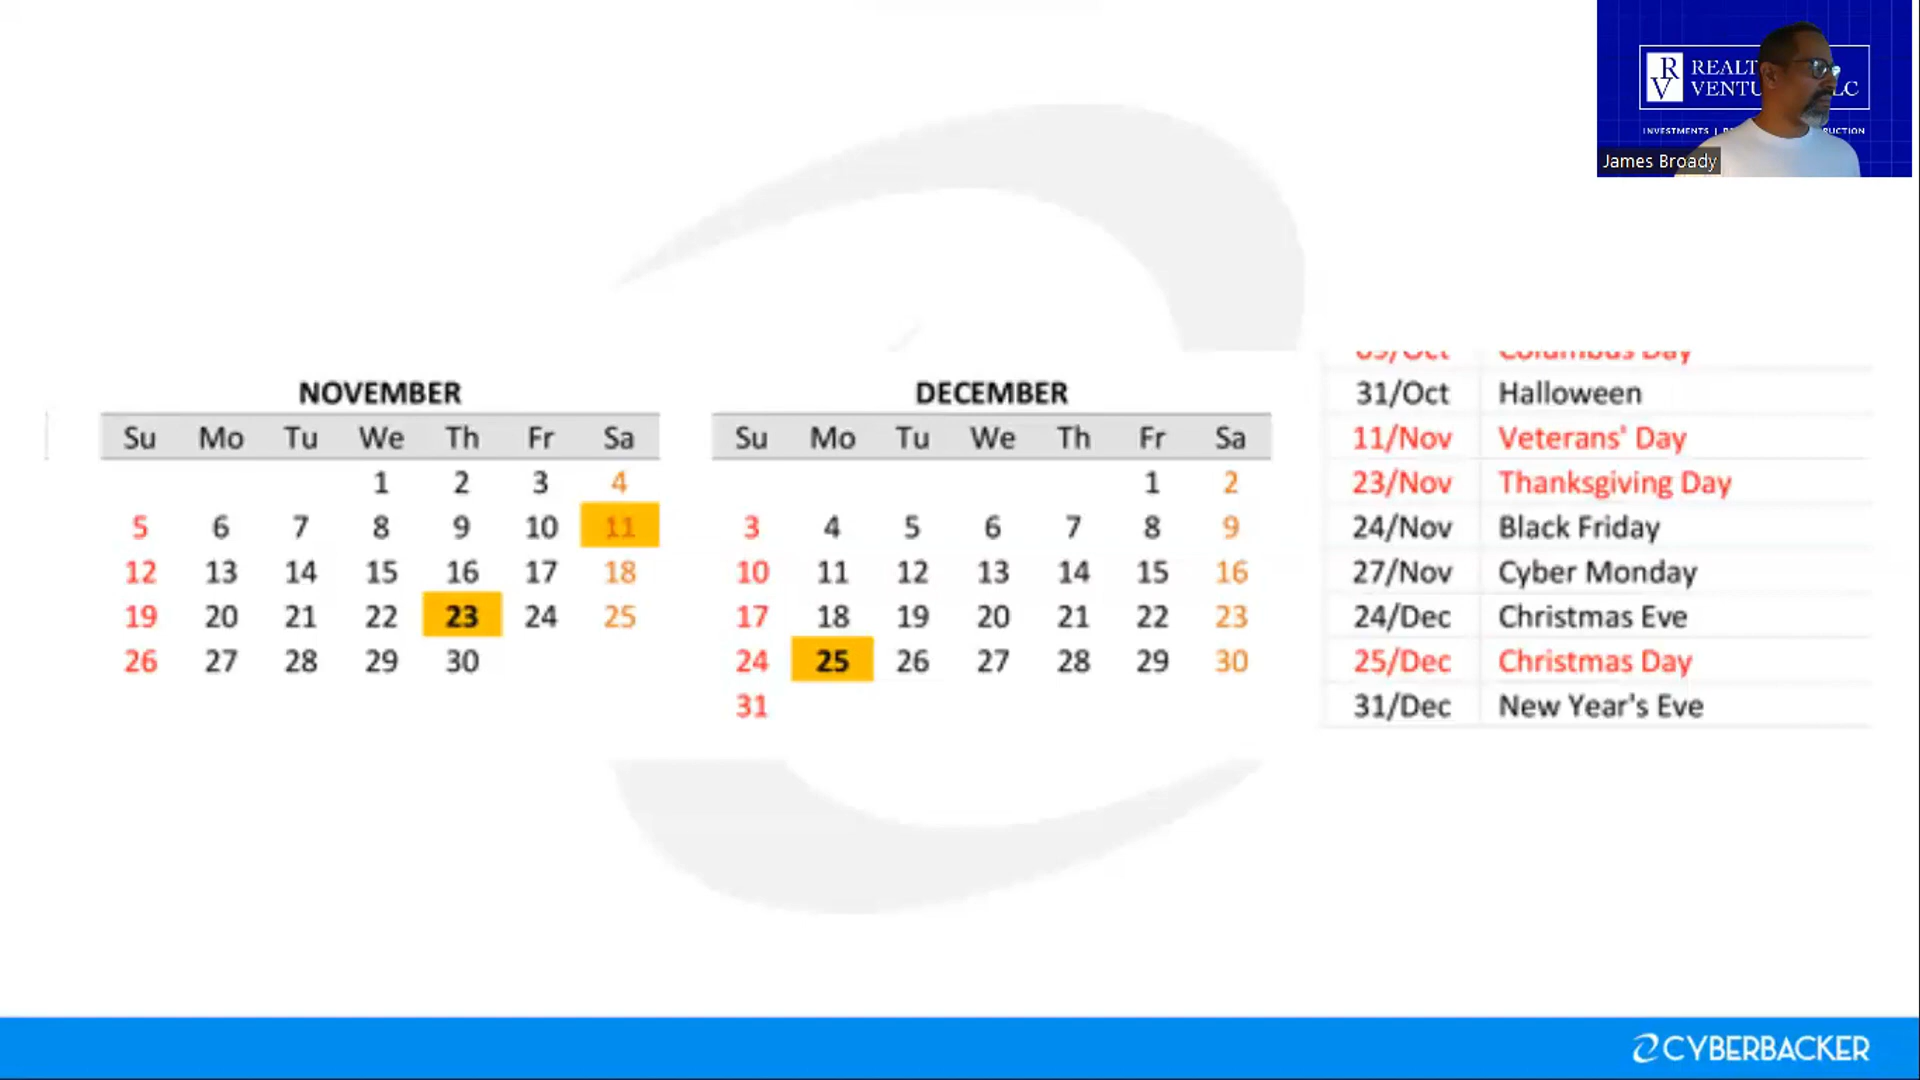 REALT
VENTU LC
INVESTMENTS | RUCTION
James Broady
NOVEMBER
Su Mo Tu We Th Fr Sa
1 2 3 4
5 6 7 8 9 10 11
12 13 14 15 16 17 18
19 20 21 22 23 24 25
26 27 28 29 30
DECEMBER
Su Mo Tu We Th Fr Sa
1 2
3 4 5 6 7 8 9
10 11 12 13 14 15 16
17 18 19 20 21 22 23
24 25 26 27 28 29 30
31
09/Oct Columbus Day
31/Oct Halloween
11/Nov Veterans' Day
23/Nov Thanksgiving Day
24/Nov Black Friday
27/Nov Cyber Monday
24/Dec Christmas Eve
25/Dec Christmas Day
31/Dec New Year's Eve
CYBERBACKER